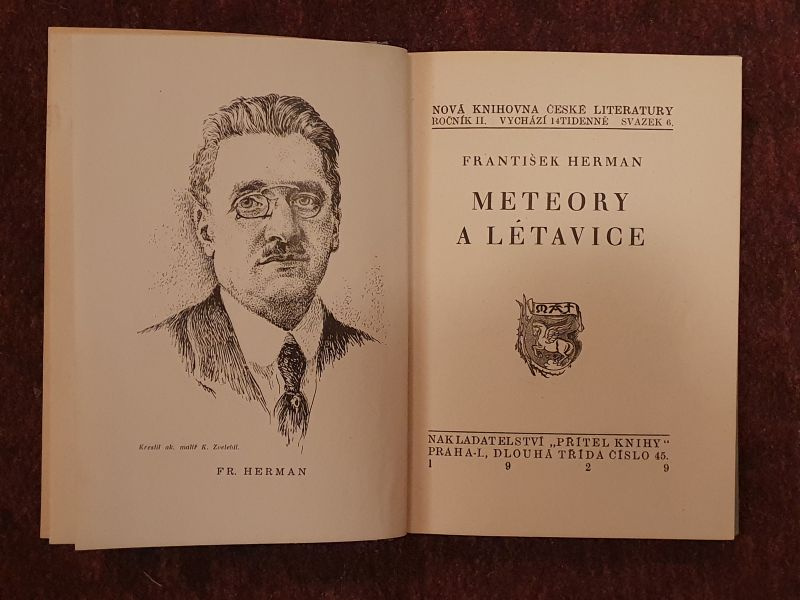 Kreslil ak. malíř K. Zvelebil.
FR. HERMAN
NOVÁ KNIHOVNA ČESKÉ LITERATURY
ROČNÍK II. VYCHÁZÍ 14TIDENNĚ SVAZEK 6.
FRANTIŠEK HERMAN
METEORY
A LÉTAVICE
MAT
NAKLADATELSTVÍ „PŘÍTEL KNIHY“
PRAHA-I., DLOUHÁ TŘÍDA ČÍSLO 45.
1 9 2 9